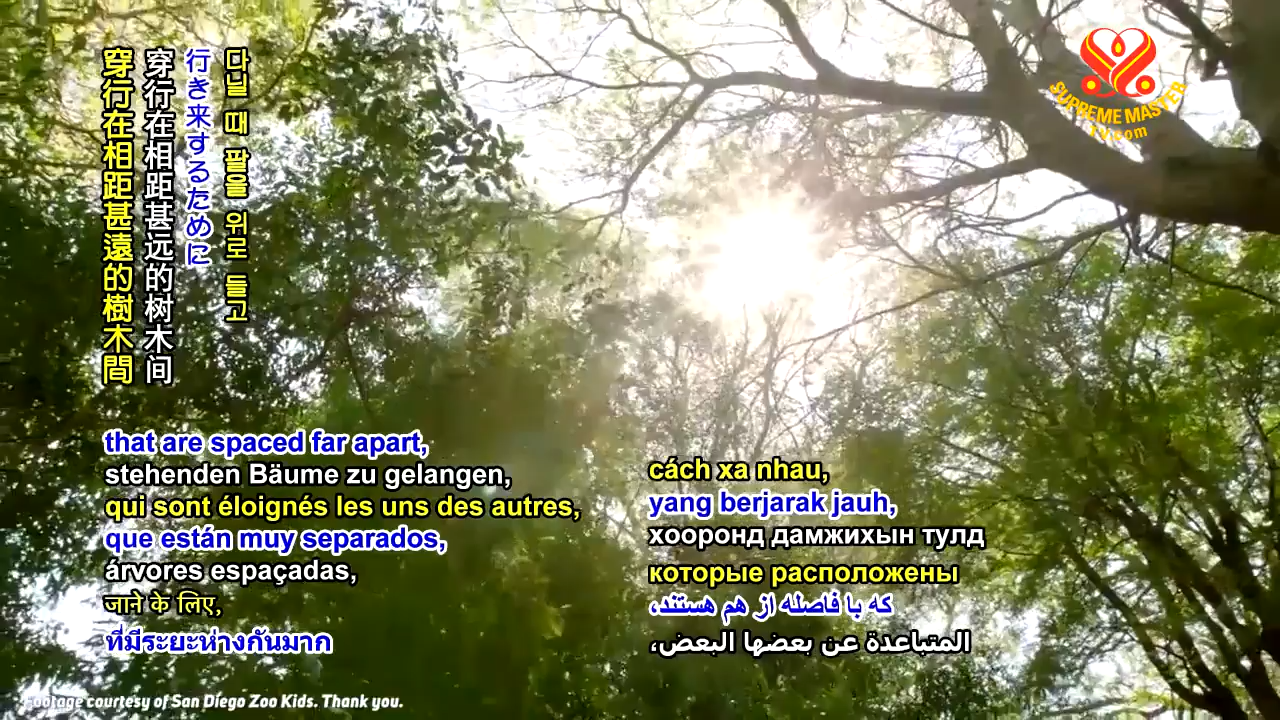 穿行在相距甚遠的樹木間
穿行在相距甚远的树木间
行き来するために
다닐 때 팔을 위로 들고
SUPREME MASTER
TV.com
that are spaced far apart,
stehenden Bäume zu gelangen,
qui sont éloignés les uns des autres,
que están muy separados,
árvores espaçadas,
जाने के लिए,
ที่มีระยะห่างกันมาก
cách xa nhau,
yang berjarak jauh,
хооронд дамжихын тулд
которые расположены
که با فاصله از هم هستند،
المتباعدة عن بعضها البعض،
Footage courtesy of San Diego Zoo Kids. Thank you.